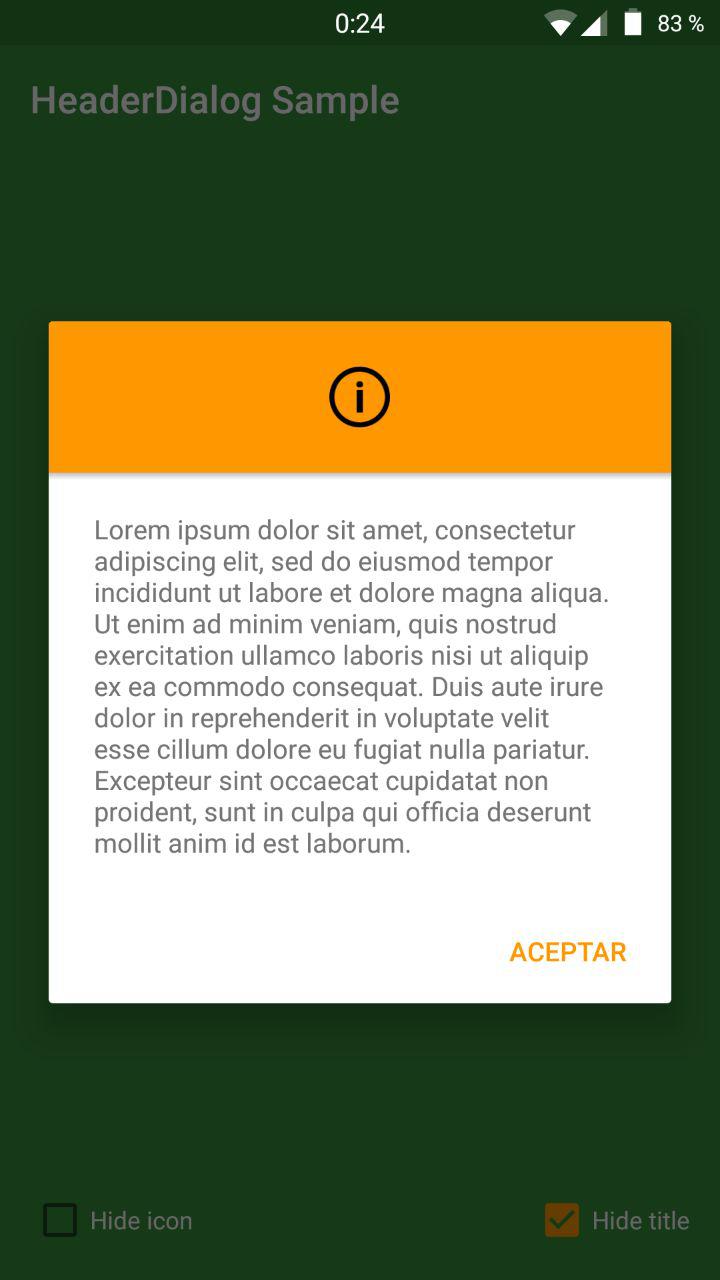 0:24
83 %
HeaderDialog Sample
Lorem ipsum dolor sit amet, consectetur
adipiscing elit, sed do eiusmod tempor
incididunt ut labore et dolore magna aliqua.
Ut enim ad minim veniam, quis nostrud
exercitation ullamco laboris nisi ut aliquip
ex ea commodo consequat. Duis aute irure
dolor in reprehenderit in voluptate velit
esse cillum dolore eu fugiat nulla pariatur.
Excepteur sint occaecat cupidatat non
proident, sunt in culpa qui officia deserunt
mollit anim id est laborum.
ACEPTAR
Hide icon
Hide title